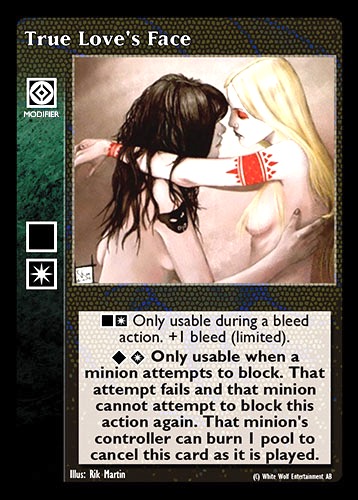 True Love's Face
MODIFIER
Only usable during a bleed
action. +1 bleed (limited).
Only usable when a
minion attempts to block. That
attempt fails and that minion
cannot attempt to block this
action again. That minion's
controller can burn 1 pool to
cancel this card as it is played.
Illus: Rik Martin
(C) White Wolf Entertainment AB